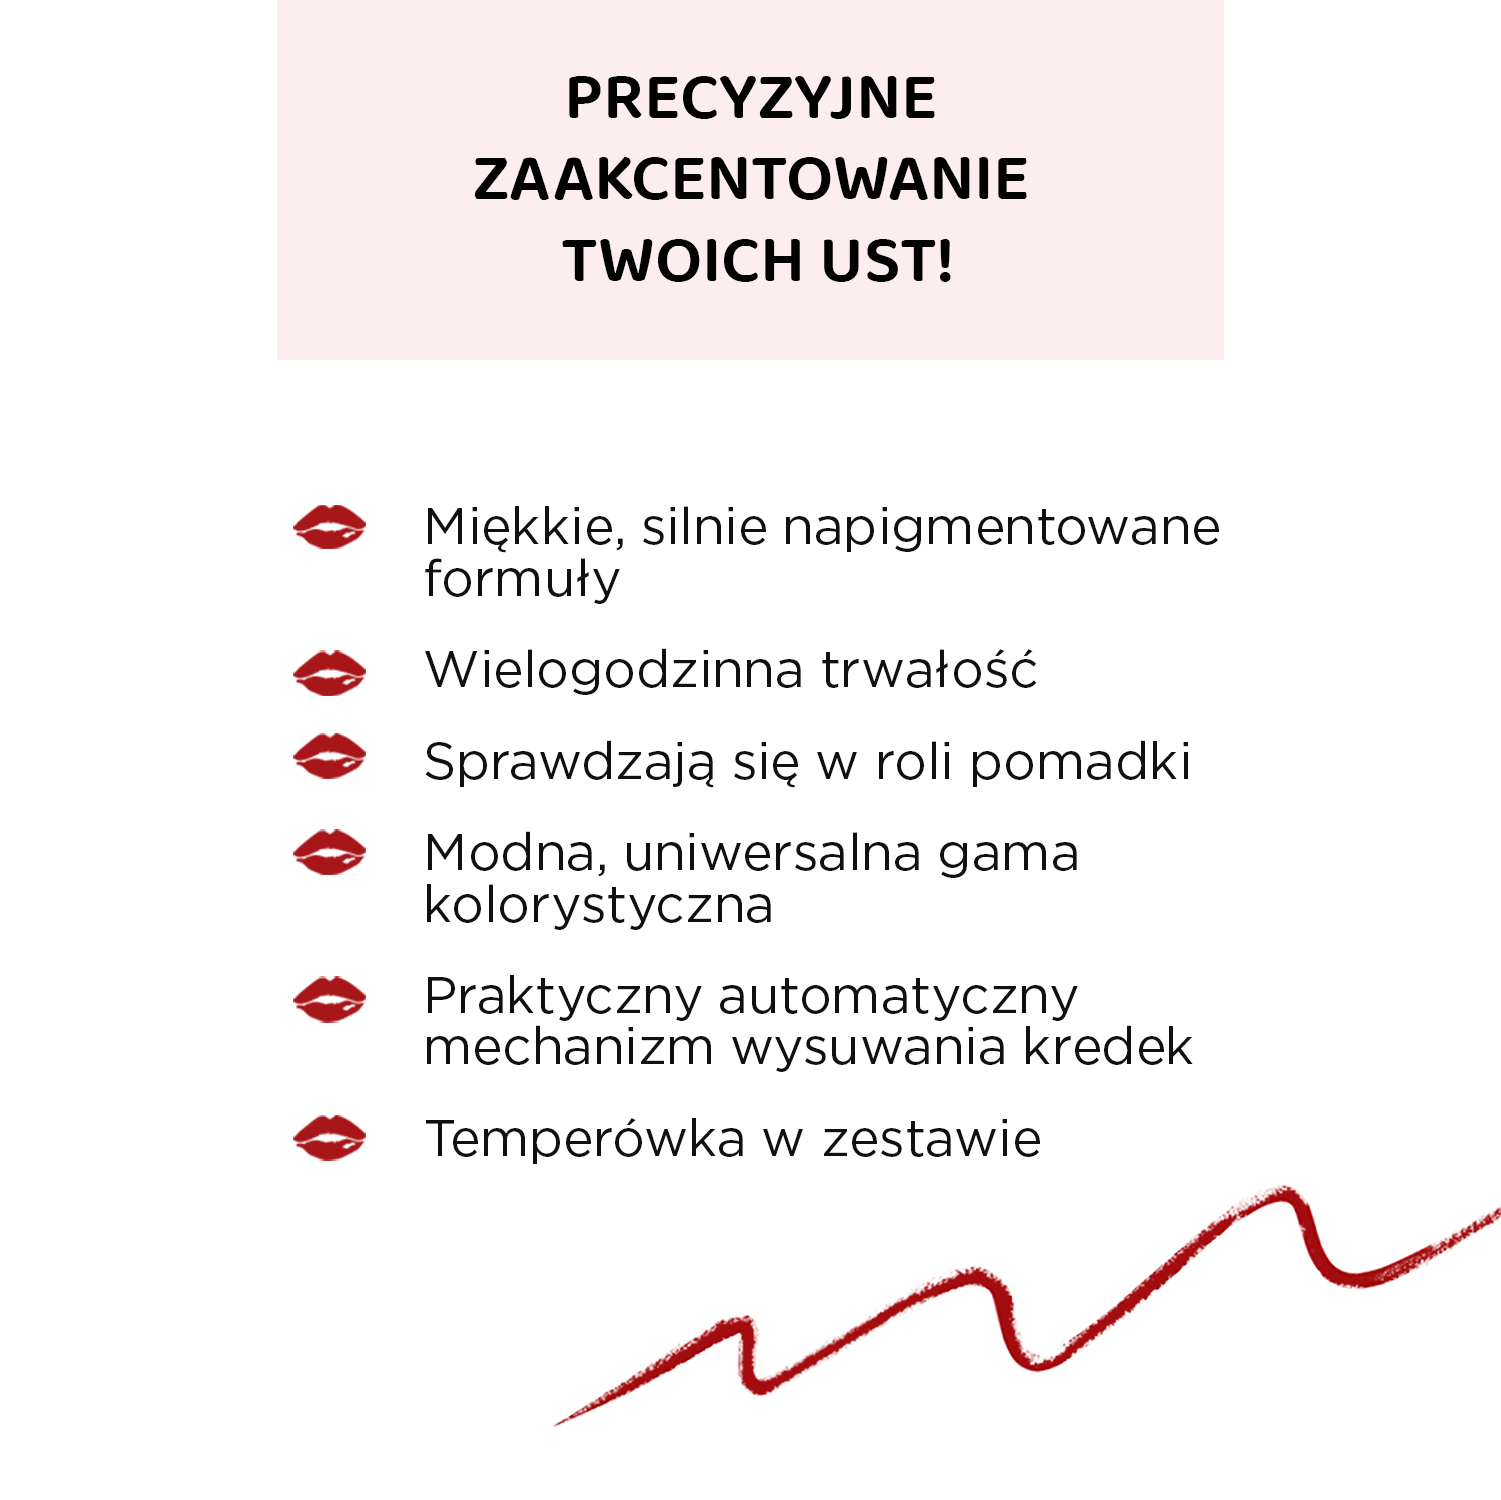 PRECYZYJNE
ZAAKCENTOWANIE
TWOICH UST!
Miękkie, silnie napigmentowane
formuły
Wielogodzinna trwałość
Sprawdzają się w roli pomadki
Modna, uniwersalna gama
kolorystyczna
Praktyczny automatyczny
mechanizm wysuwania kredek
Temperówka w zestawie